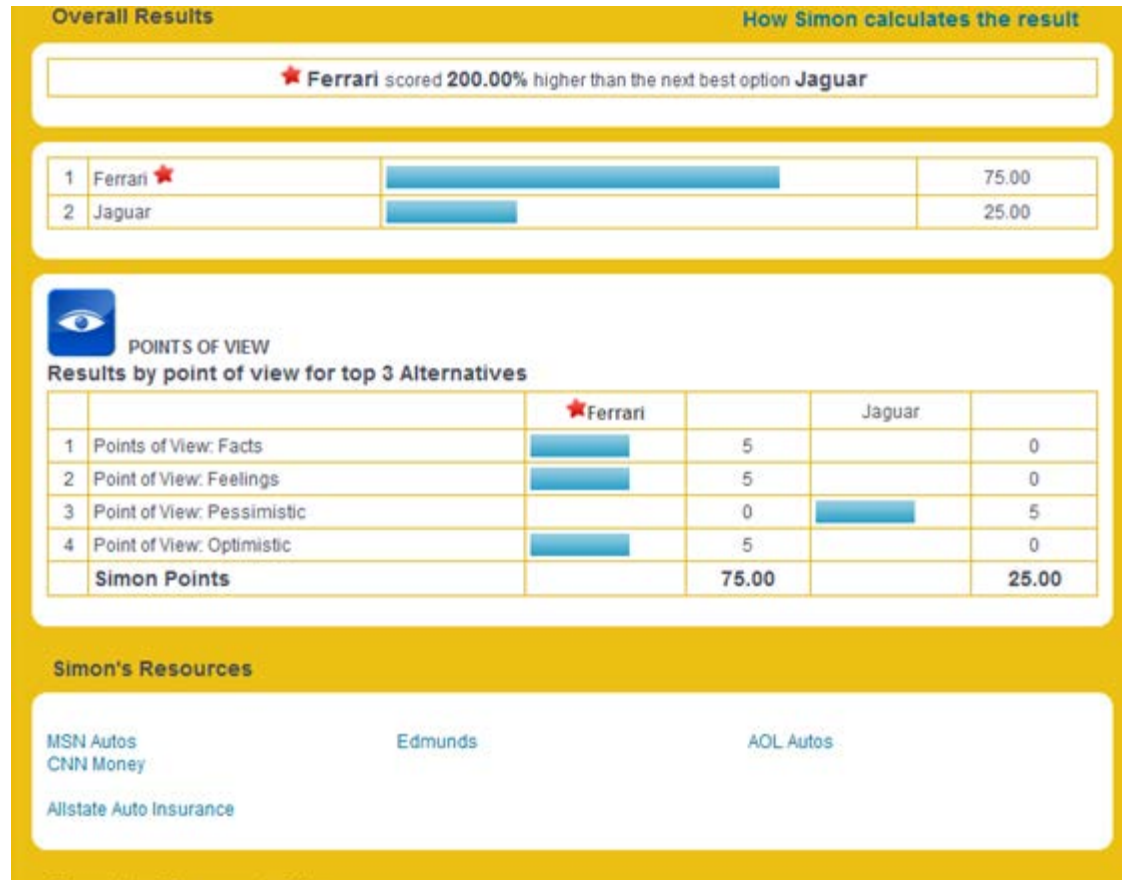 Overall Results How Simon calculates the result
Ferrari scored 200.00% higher than the next best option Jaguar
1 Ferrari 75.00
2 Jaguar 25.00
POINTS OF VIEW
Results by point of view for top 3 Alternatives
Ferrari Jaguar
1 Points of View: Facts 5 0
2 Point of View: Feelings 5 0
3 Point of View: Pessimistic 0 5
4 Point of View: Optimistic 5 0
Simon Points 75.00 25.00
Simon's Resources
MSN Autos Edmunds AOL Autos
CNN Money
Allstate Auto Insurance